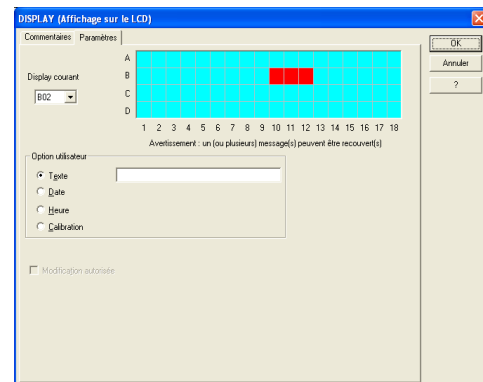 DISPLAY (Affichage sur le LCD)
Commentaires Paramètres
OK
Annuler
?
Display courant
B02
A
B
C
D
1 2 3 4 5 6 7 8 9 10 11 12 13 14 15 16 17 18
Avertissement : un (ou plusieurs) message(s) peuvent être recouvert(s)
Option utilisateur
Texte
Date
Heure
Calibration
Modification autorisée